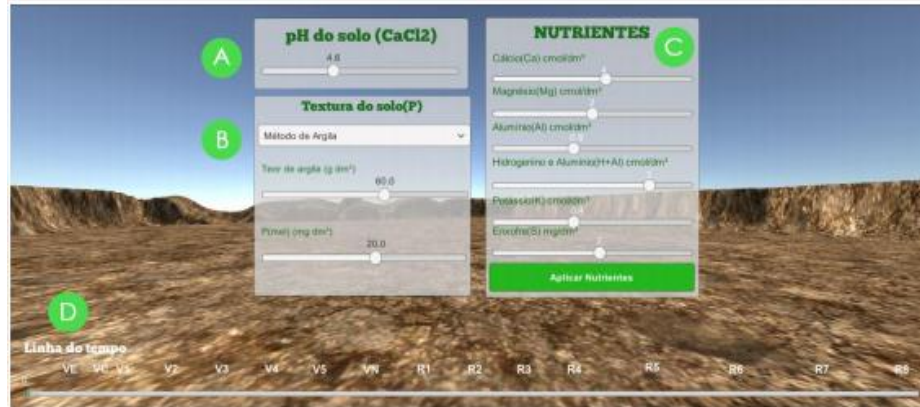 A
pH do solo (CaCl2)
4.6
B
Textura do solo(P)
Método de Argila
Teor de argila (g dm³)
60.0
P(meh) (mg dm³)
20.0
C
NUTRIENTES
Cálcio(Ca) cmol/dm³
Magnésio(Mg) cmol/dm³
Alumínio(Al) cmol/dm³
Hidrogenino e Alumínio(H+Al) cmol/dm³
Potássio(K) cmol/dm³
Enxofre(S) mg/dm³
Aplicar Nutrientes
D
Linha do tempo
VE VC V1 V2 V3 V4 V5 VN R1 R2 R3 R4 R5 R6 R7 R8